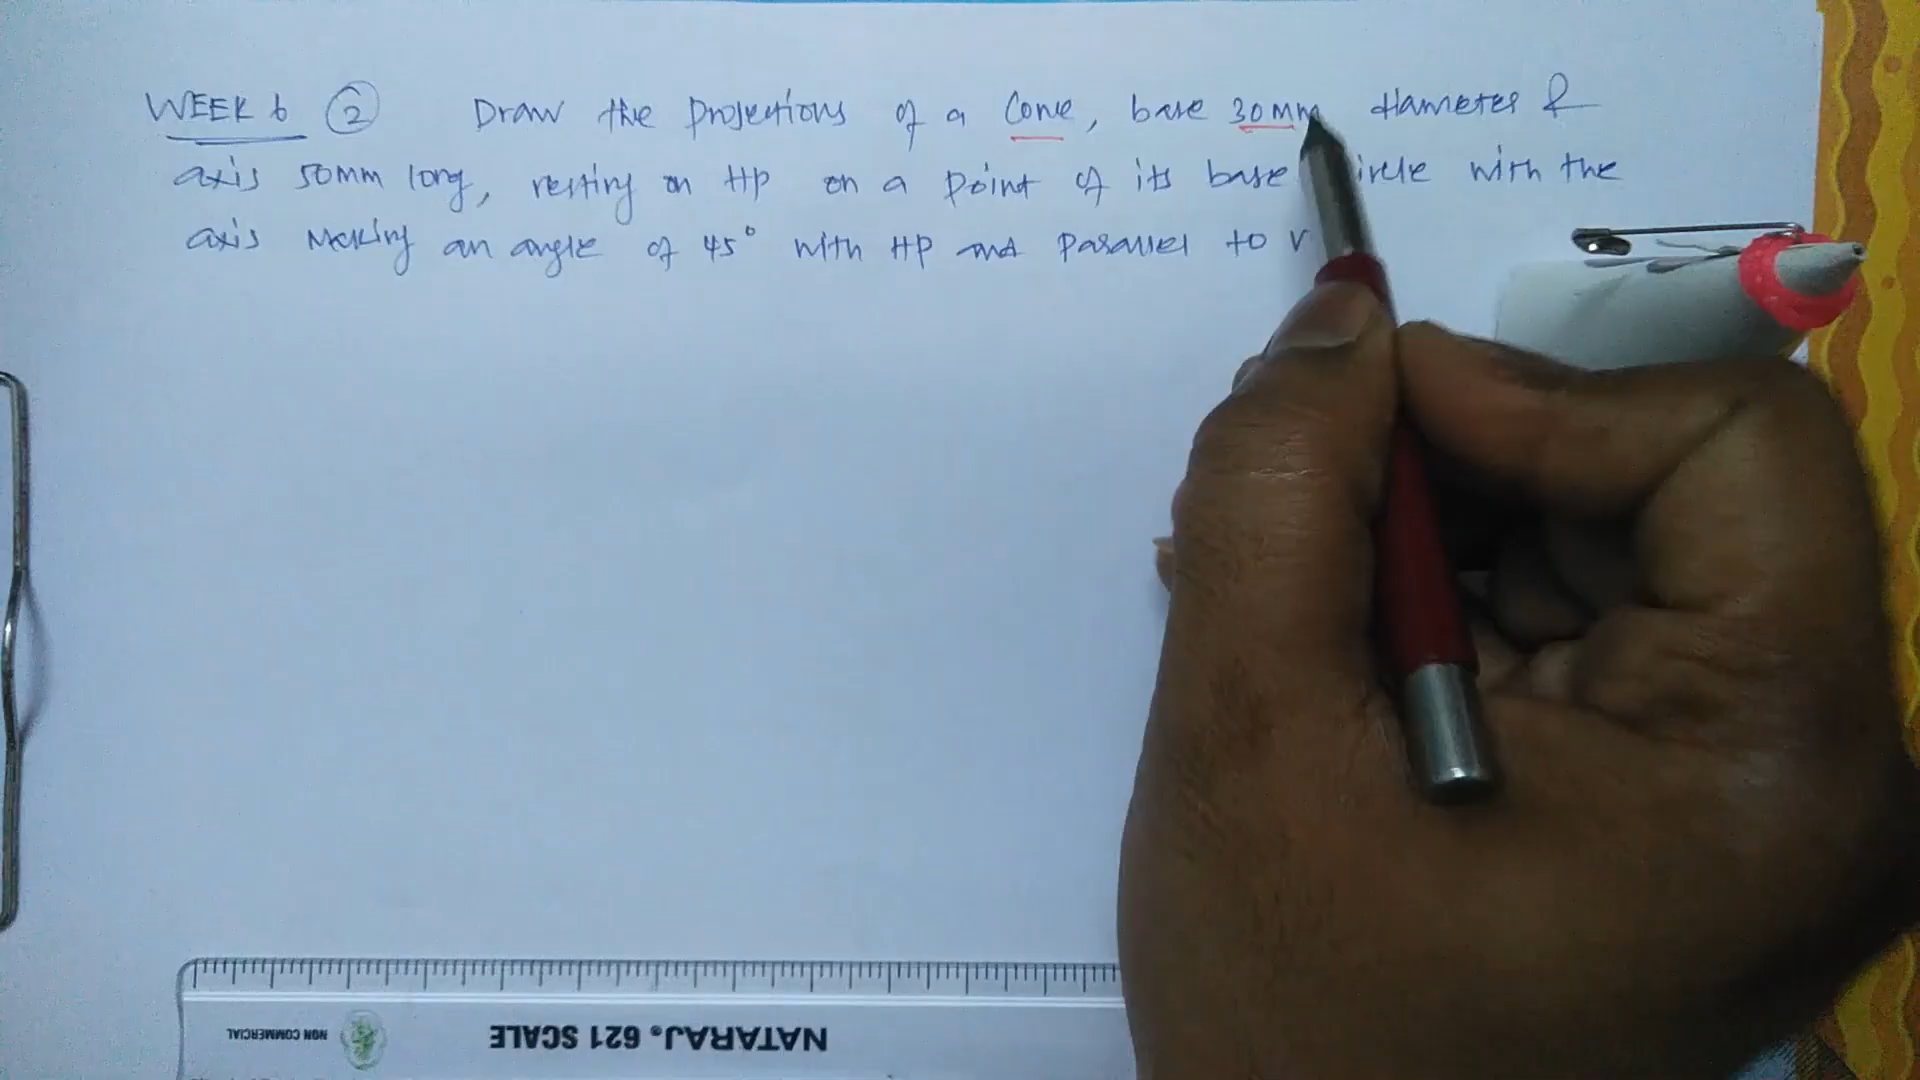 WEEK 6 ② Draw the projections of a Cone, base 30mm diameter &
axis 50mm long, resting on HP on a point of its base ircle with the
axis making an angle of 45° with HP and parallel to V
NATARAJ. 621 SCALE
NON COMMERCIAL